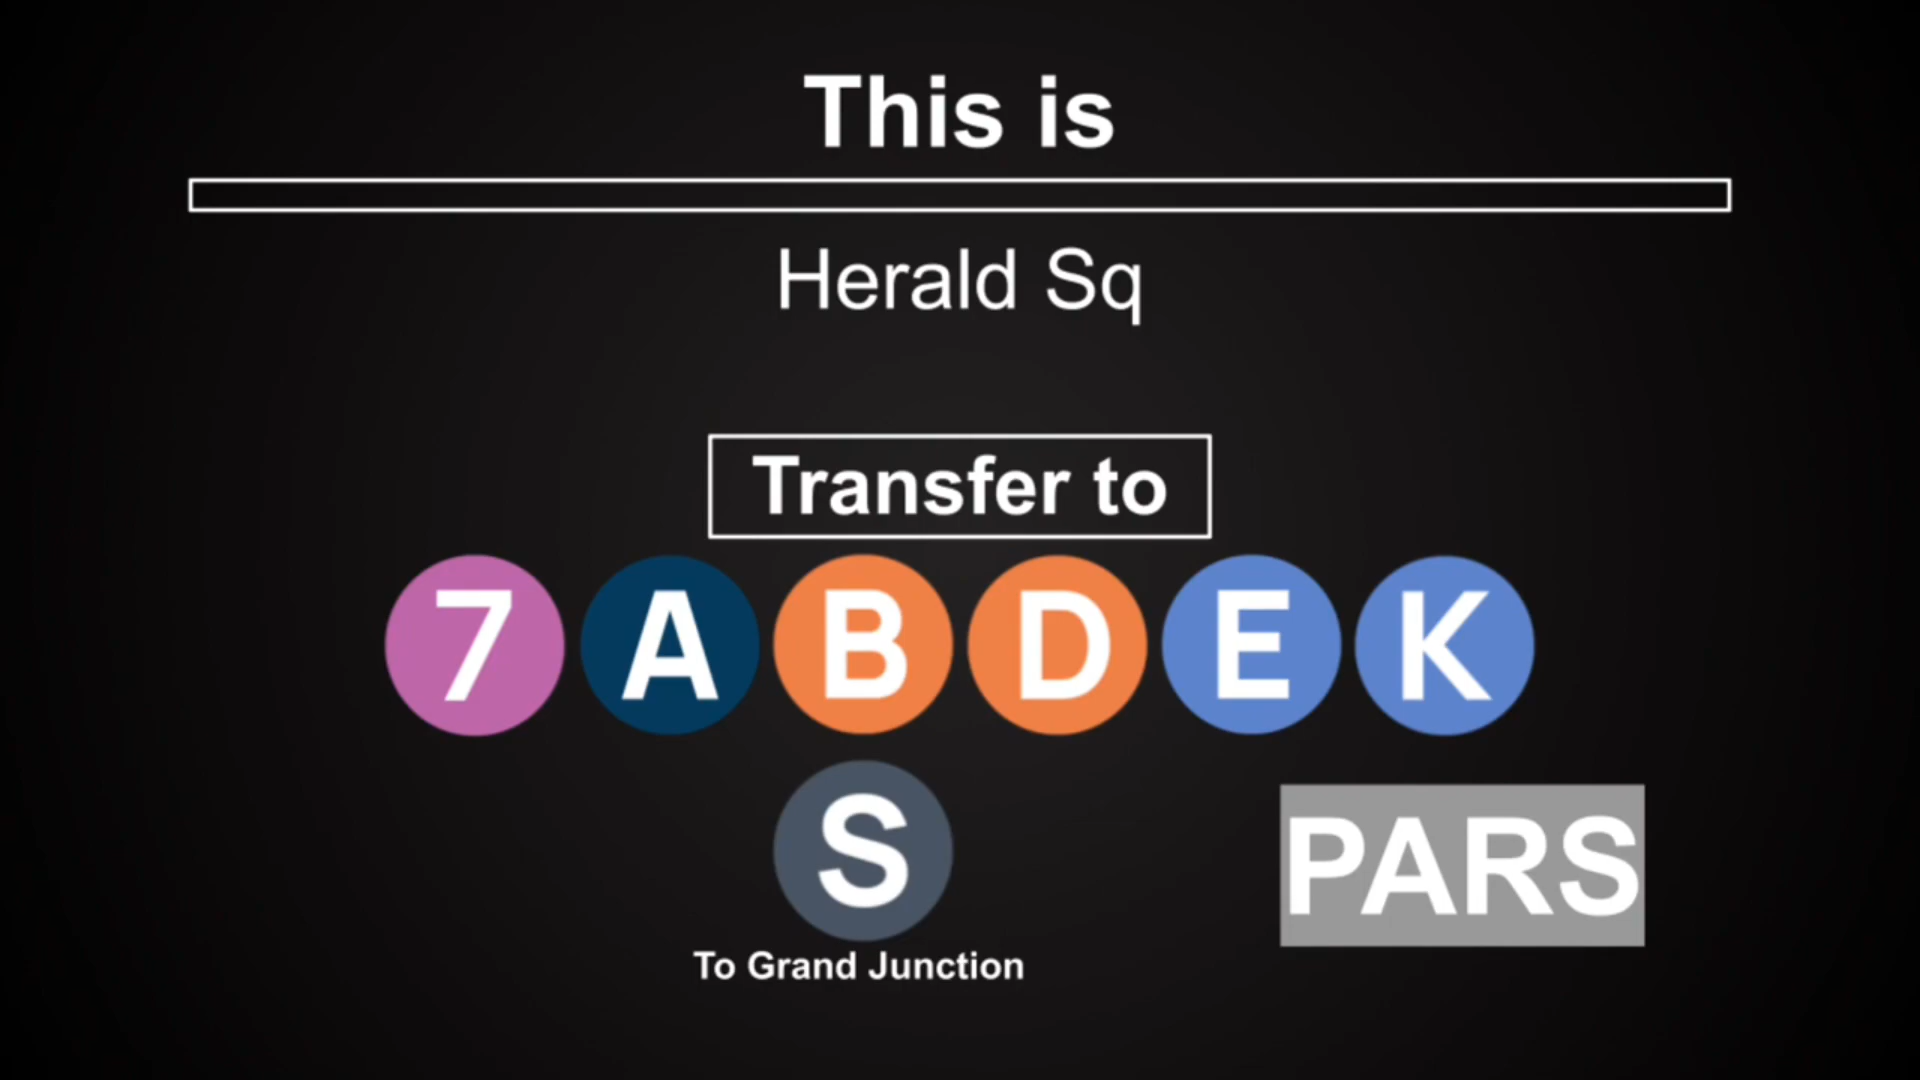 This is
Herald Sq
Transfer to
7 A B D E K
S
PARS
To Grand Junction